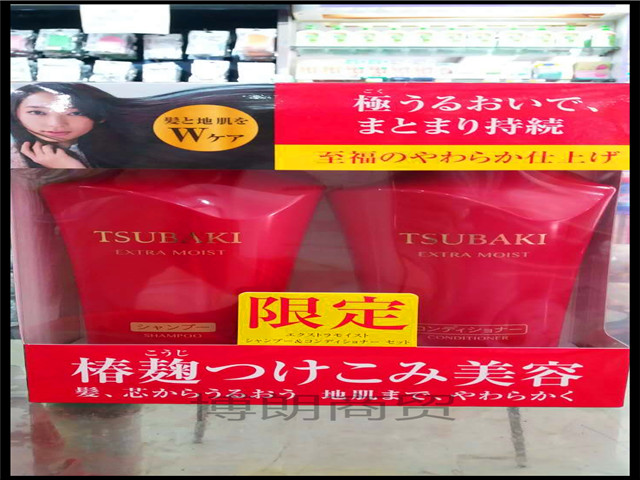 髪と地肌を
Wケア
ごく
極うるおいで、
まとまり持続
至福のやわらか仕上げ
TSUBAKI
EXTRA MOIST
シャンプー
SHAMPOO
TSUBAKI
EXTRA MOIST
コンディショナー
CONDITIONER
限定
エクストラモイスト
シャンプー&コンディショナー セット
こうじ
椿麹つけこみ美容
髪、芯からうるおう 地肌まで、やわらかく
博朗商贸